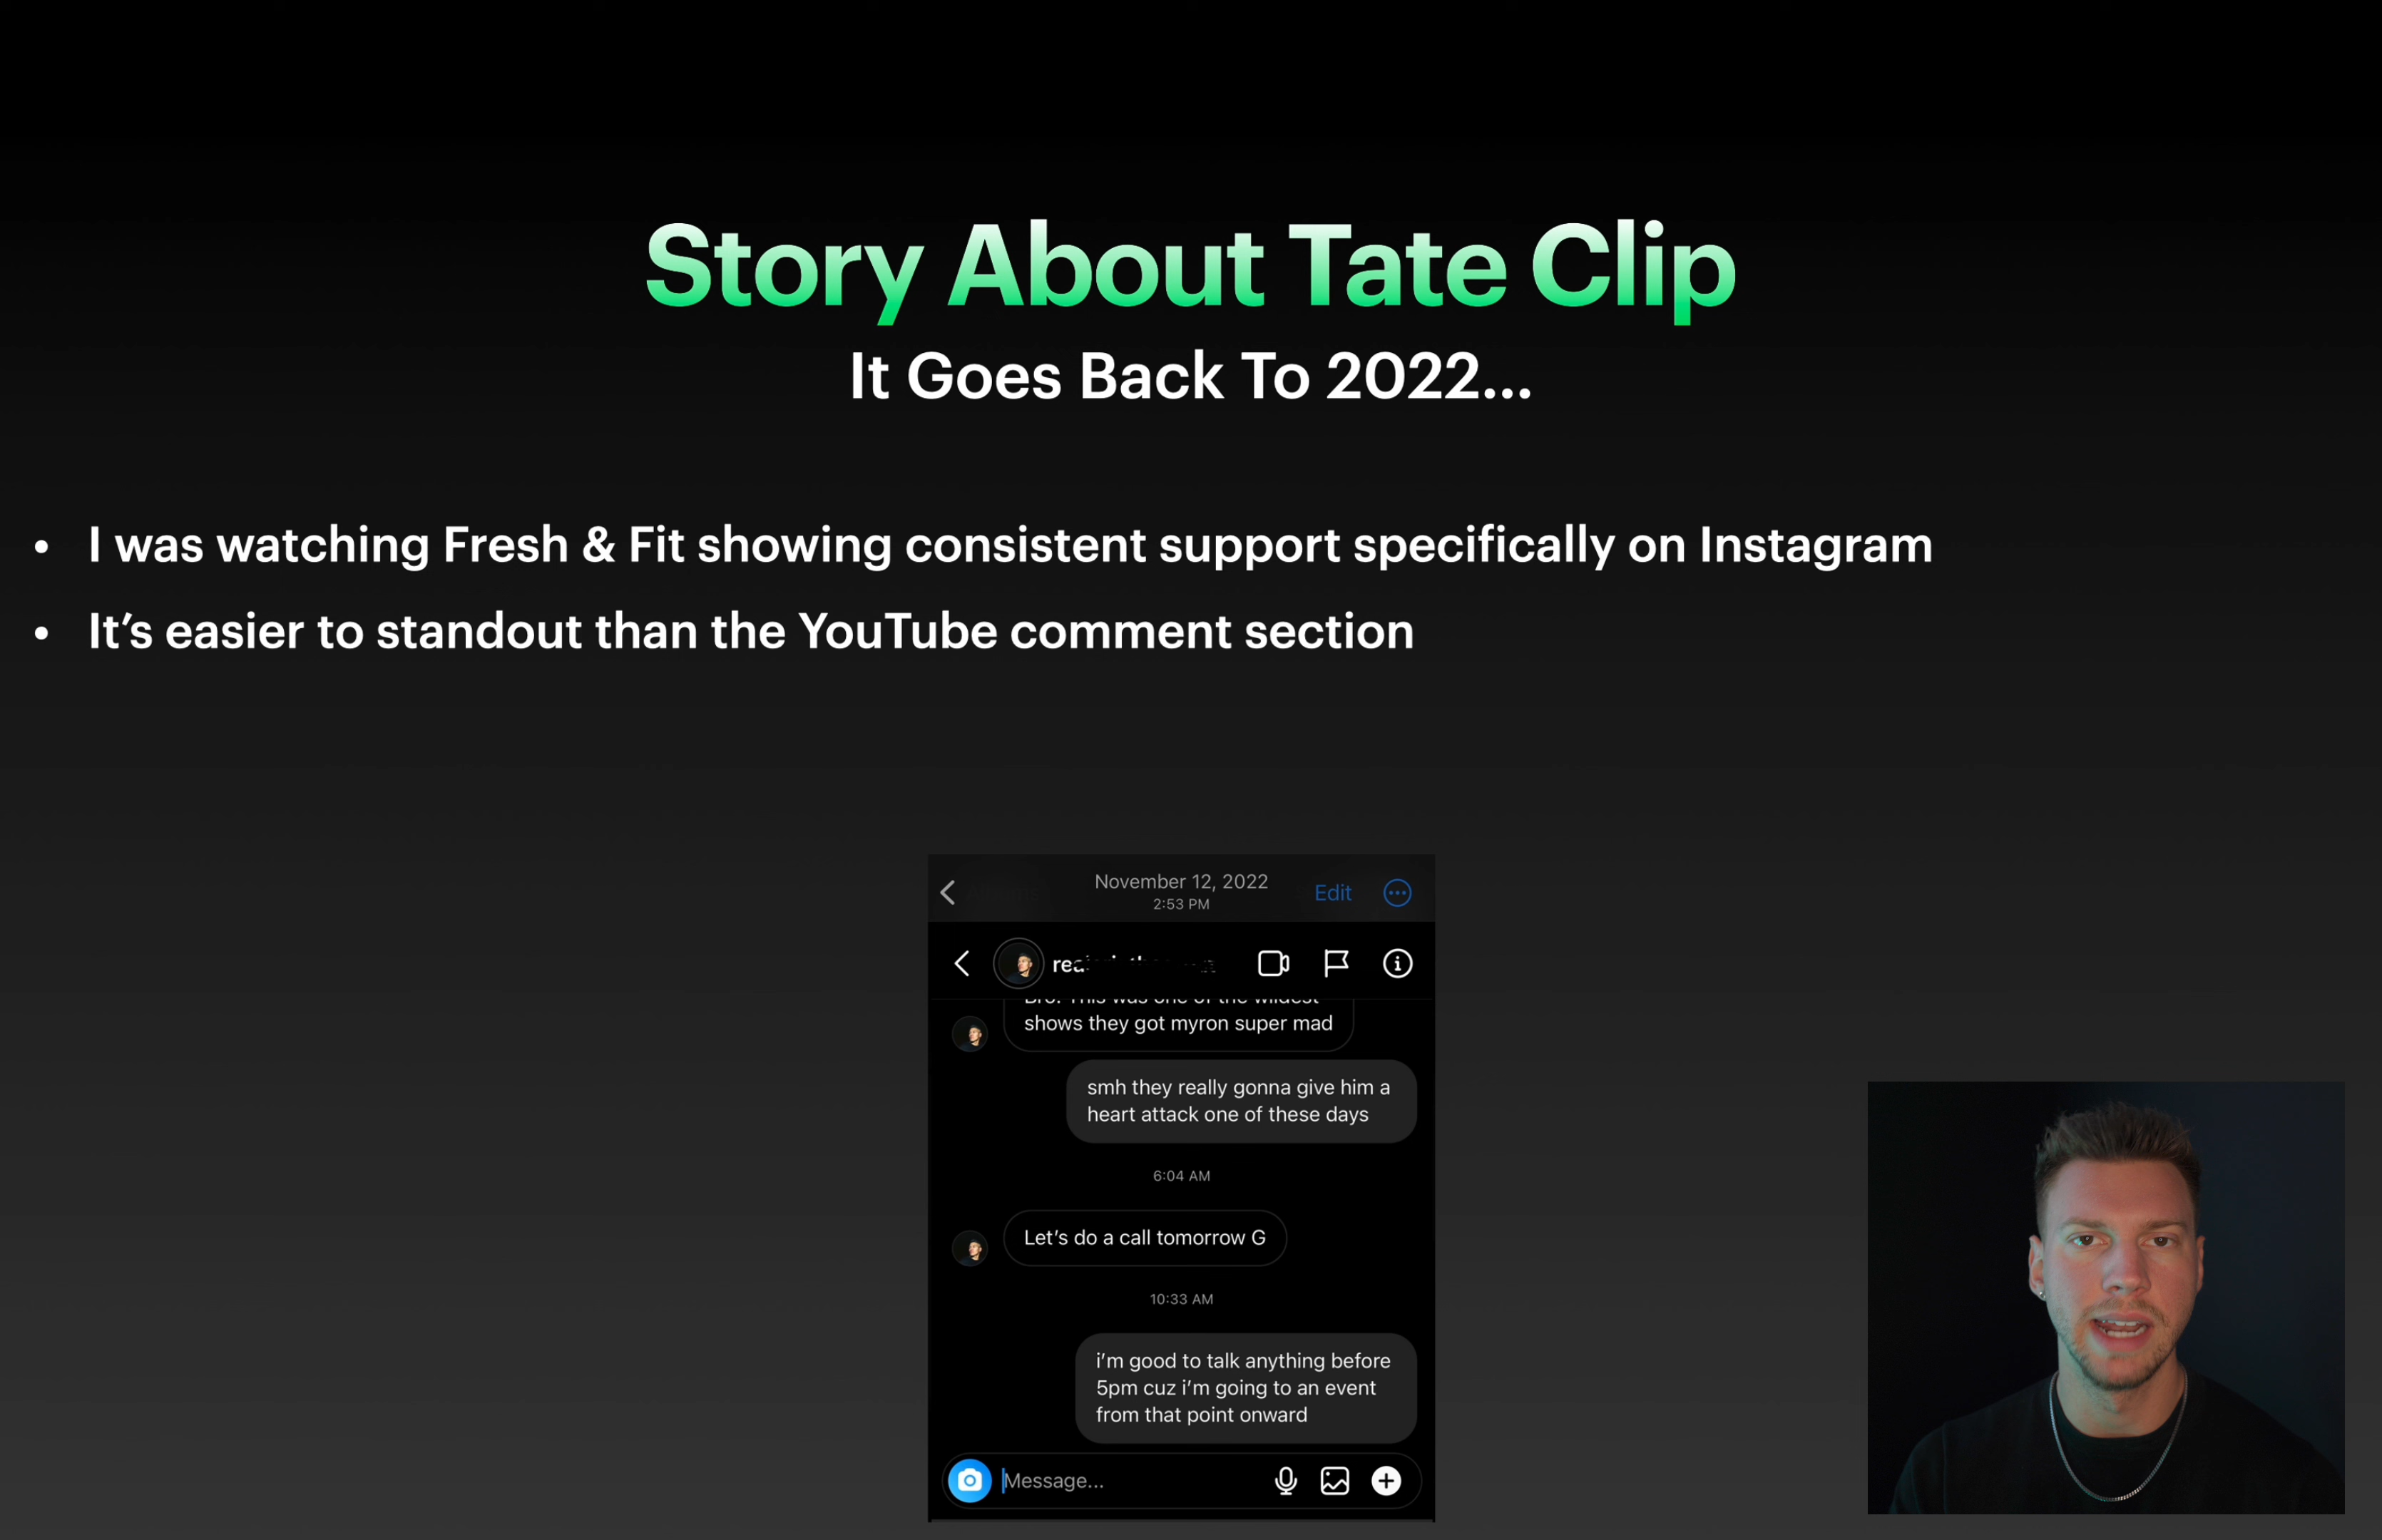 Story About Tate Clip
It Goes Back To 2022...
• I was watching Fresh & Fit showing consistent support specifically on Instagram
• It's easier to standout than the YouTube comment section
November 12, 2022
2:53 PM
Edit
shows they got myron super mad
smh they really gonna give him a
heart attack one of these days
6:04 AM
Let's do a call tomorrow G
10:33 AM
i'm good to talk anything before
5pm cuz i'm going to an event
from that point onward
Message...